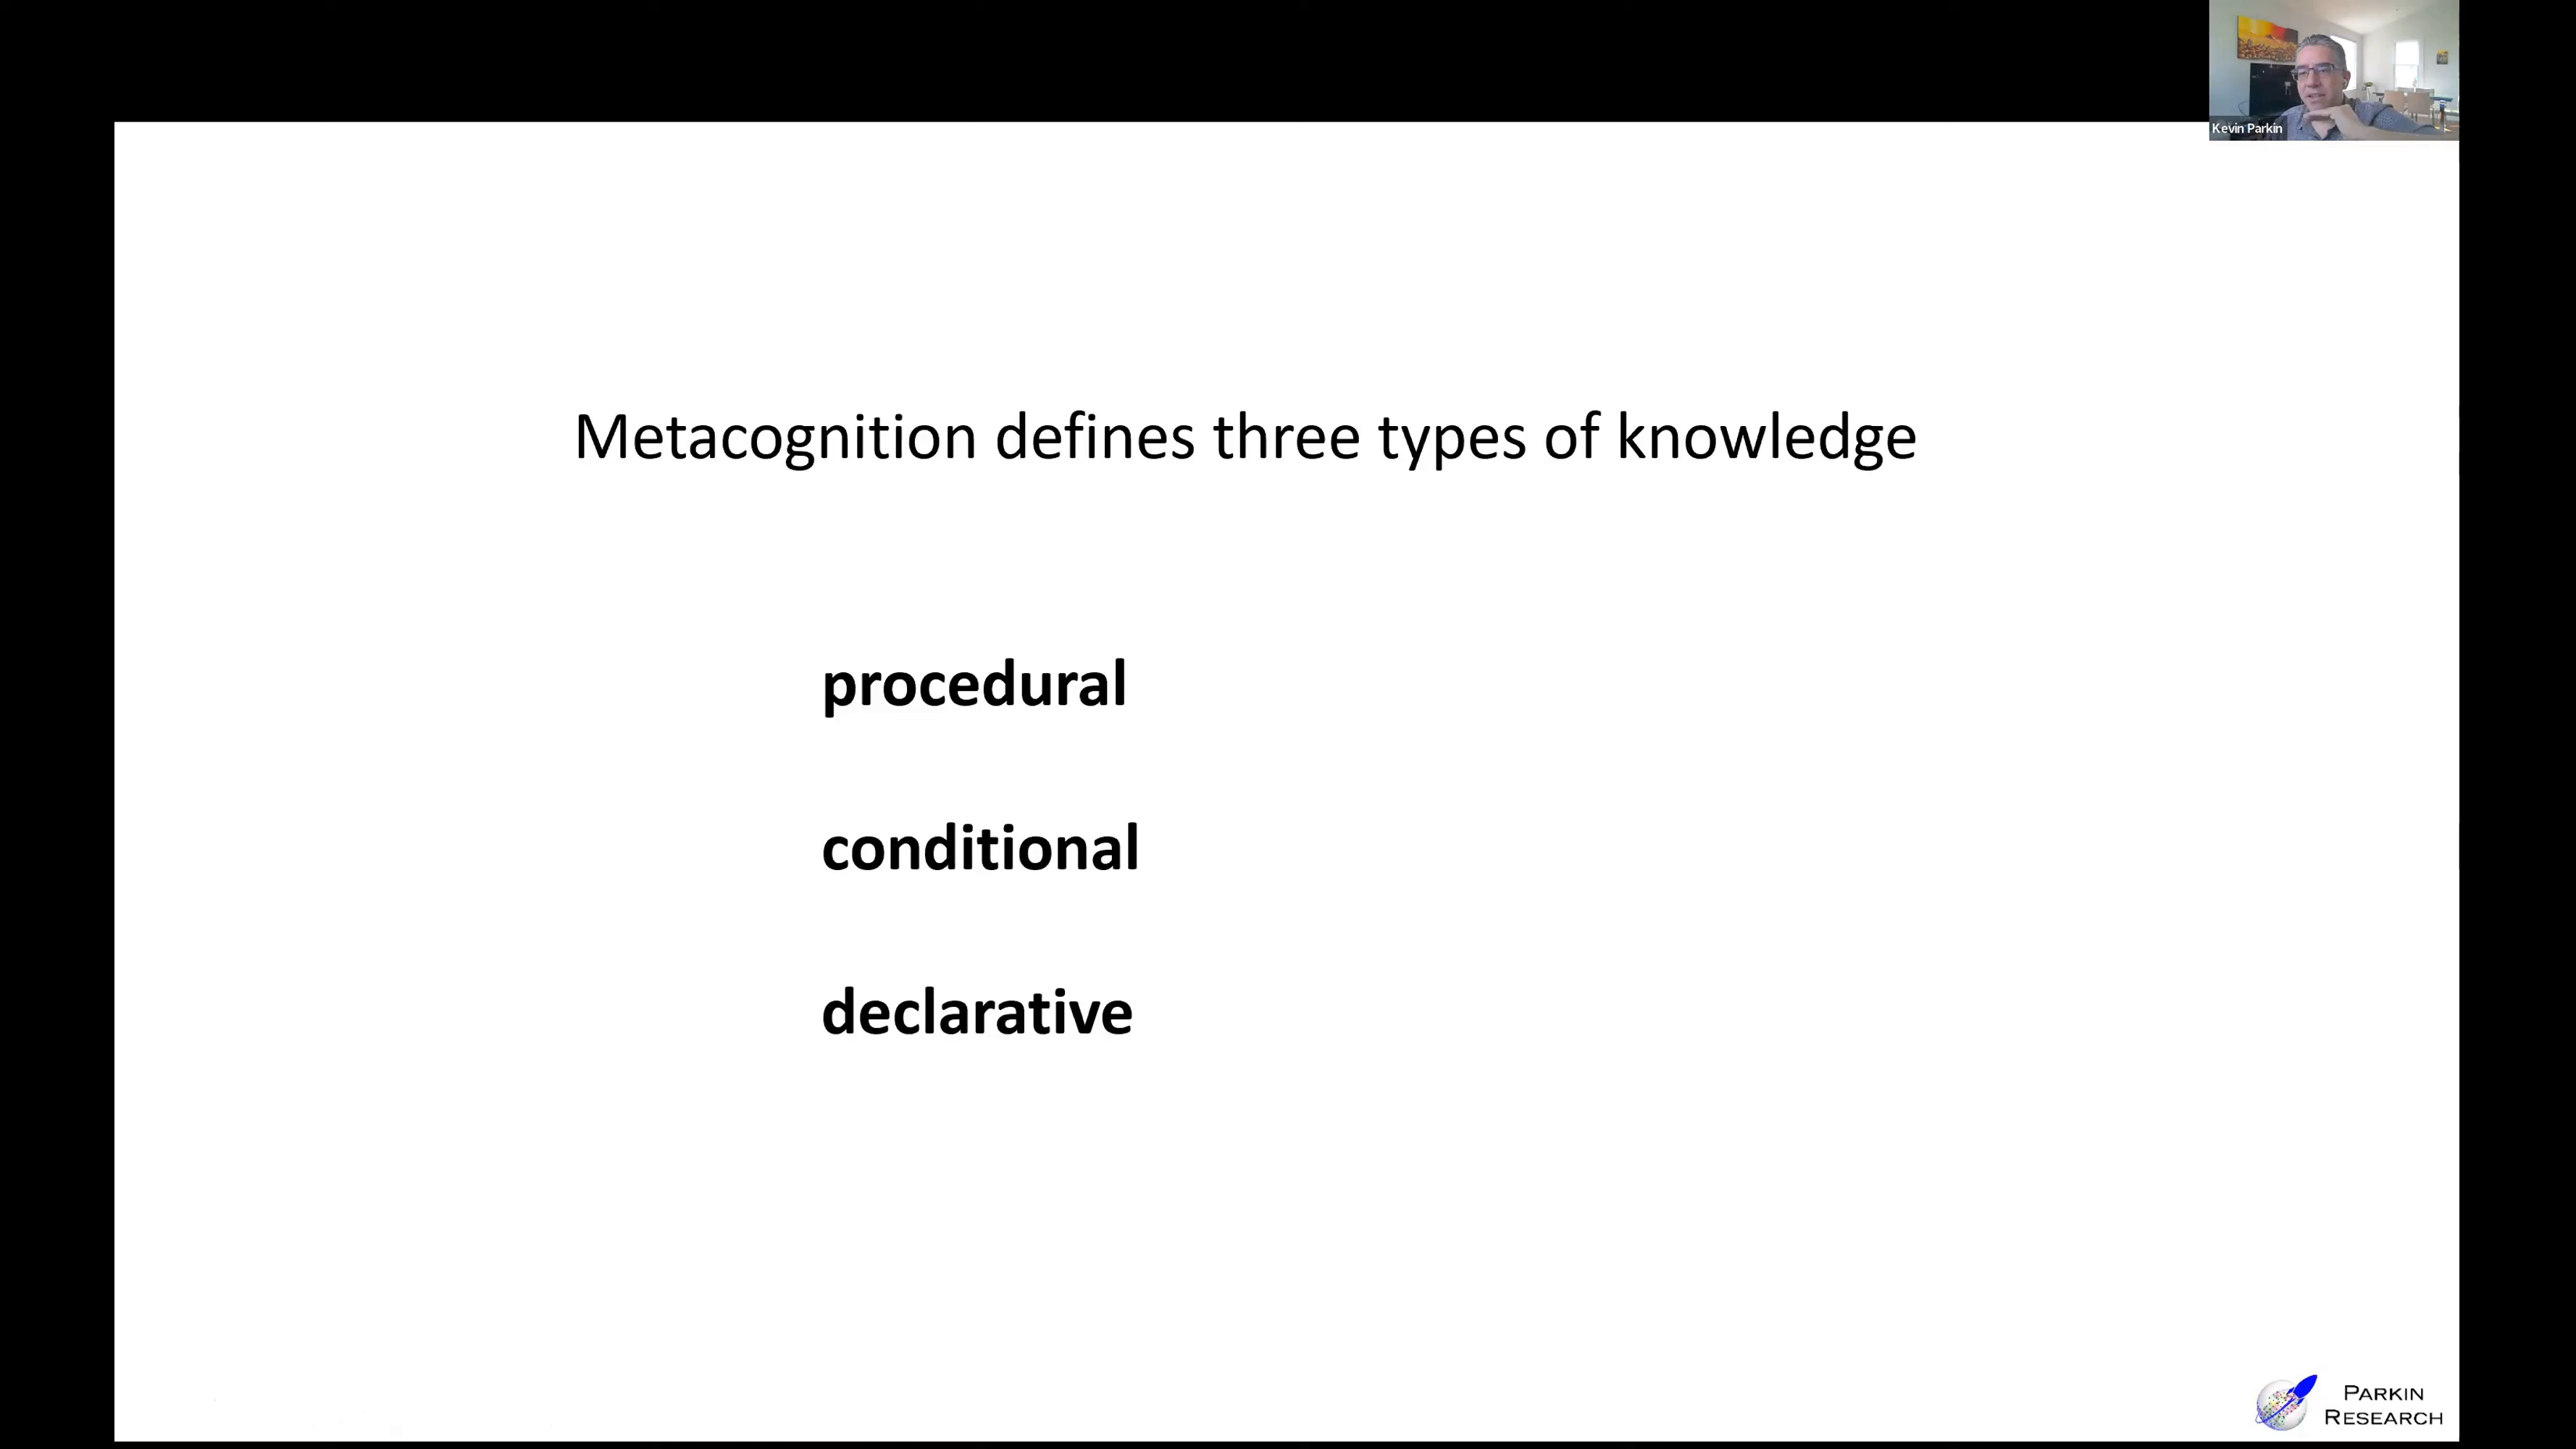 Kevin Parkin
Metacognition defines three types of knowledge
procedural
conditional
declarative
PARKIN
RESEARCH